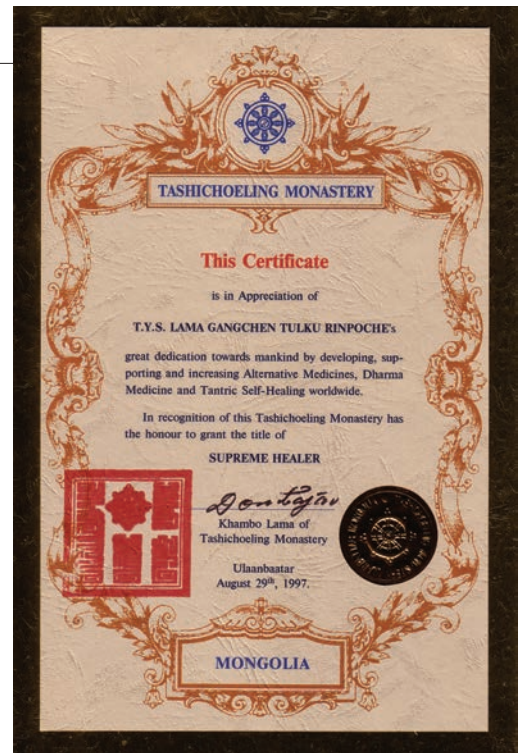 TASHICHOELING MONASTERY
This Certificate
is in Appreciation of
T.Y.S. LAMA GANGCHEN TULKU RINPOCHE's
great dedication towards mankind by developing, sup-
porting and increasing Alternative Medicines, Dharma
Medicine and Tantric Self-Healing worldwide.
In recognition of this Tashichoeling Monastery has
the honour to grant the title of
SUPREME HEALER
Khambo Lama of
Tashichoeling Monastery
Ulaanbaatar
August 29th, 1997.
MONGOLIA